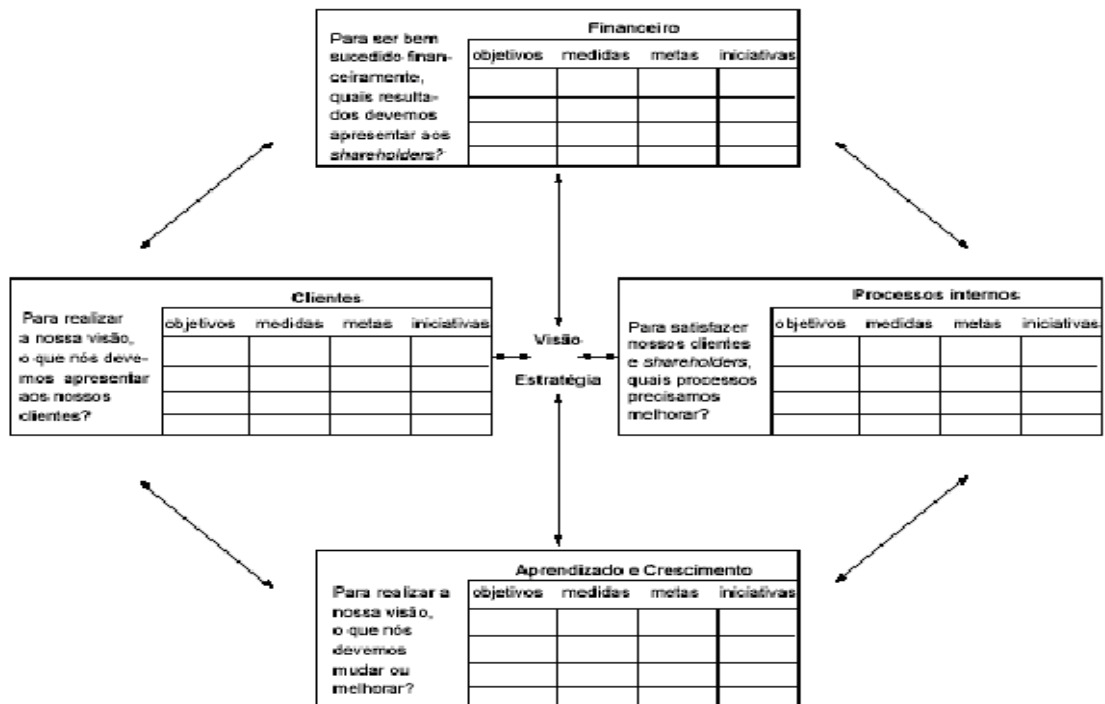 Financeiro
Para ser bem
sucedido finan-
ceiramente,
quais resulta-
dos devemos
apresentar aos
shareholders?
objetivos medidas metas iniciativas
Clientes
Para realizar
a nossa visão,
o que nós deve-
mos apresentar
aos nossos
clientes?
objetivos medidas metas iniciativas
Visão
Estratégia
Processos internos
Para satisfazer
nossos clientes
e shareholders,
quais processos
precisamos
melhorar?
objetivos medidas metas iniciativas
Aprendizado e Crescimento
Para realizar a
nossa visão,
o que nós
devemos
mudar ou
melhorar?
objetivos medidas metas iniciativas